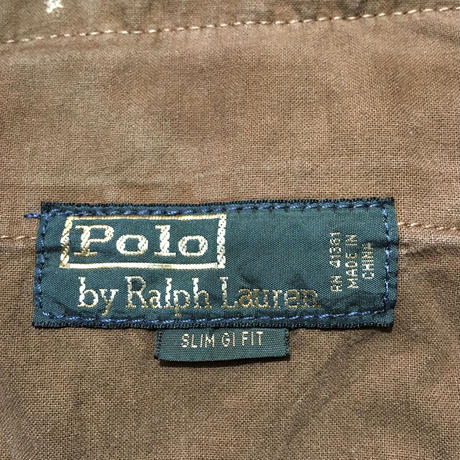 Polo
by Ralph Lauren
RN 41381
MADE IN
CHINA
SLIM GI FIT